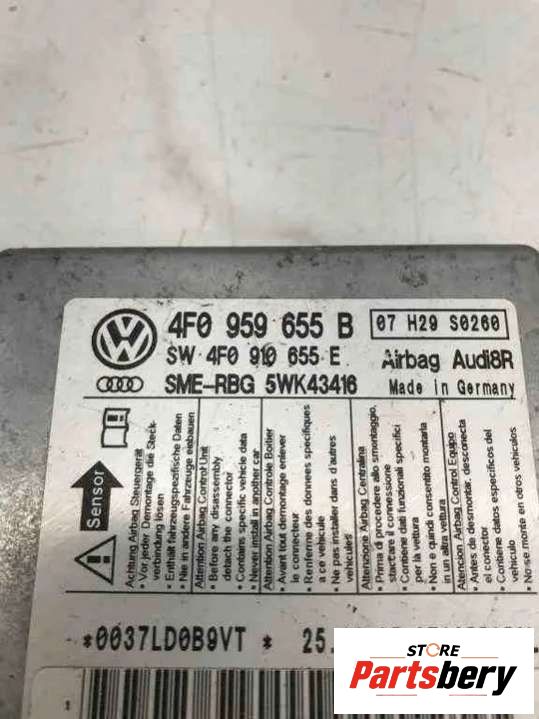 4F0 959 655 B
07 H29 S0260
SW 4F0 910 655 E
Airbag Audi8R
SME-RBG 5WK43416
Made in Germany
Sensor
Achtung Airbag Steuergerät
• Vor jeder Demontage die Steck-
verbindung lösen
• Enthält fahrzeugspezifische Daten
• Nie in andere Fahrzeuge einbauen
Attention Airbag Control Unit
• Before any disassembly
detach the connector
• Contains specific vehicle data
• Never install in another car
Attention Airbag Controle Boitier
• Avant tout demontage enlever
le connecteur
• Renferme des donnees specifiques
a ce vehicule
• Ne pas installer dans d'autres
vehicules
Attenzione Airbag Centralina
• Prima di procedere allo smontaggio,
staccare il connessione
• Contiene dati funzionali specifici
per la vettura
• Non e quindi consentito montarla
in un altra vettura
Atencion Airbag Control Equipo
• Antes de desmontar, desconecta
el conector
• Contiene datos especificos del
vehiculo
• No-se monte en otros vehiculos
*0037LD0B9VT*
25.
STORE
Partsbery